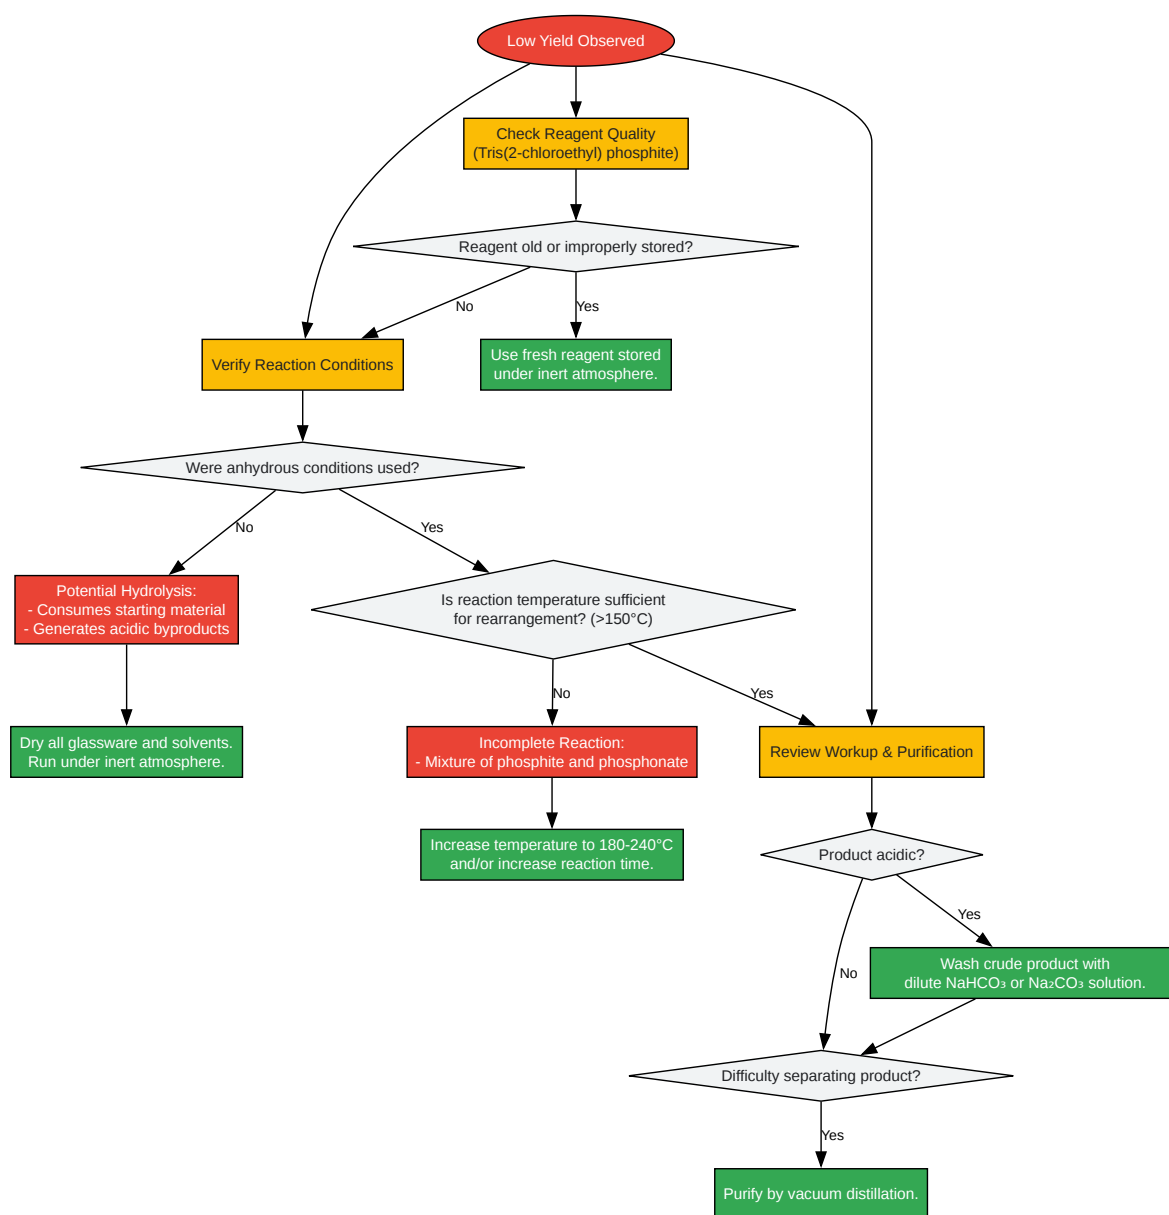 Low Yield Observed
Check Reagent Quality
(Tris(2-chloroethyl) phosphite)
Reagent old or improperly stored?
No
Yes
Verify Reaction Conditions
Use fresh reagent stored
under inert atmosphere.
Were anhydrous conditions used?
No
Yes
Potential Hydrolysis:
- Consumes starting material
- Generates acidic byproducts
Is reaction temperature sufficient
for rearrangement? (>150°C)
No
Yes
Dry all glassware and solvents.
Run under inert atmosphere.
Incomplete Reaction:
- Mixture of phosphite and phosphonate
Review Workup & Purification
Increase temperature to 180-240°C
and/or increase reaction time.
Product acidic?
Yes
No
Wash crude product with
dilute NaHCO₃ or Na₂CO₃ solution.
Difficulty separating product?
Yes
Purify by vacuum distillation.